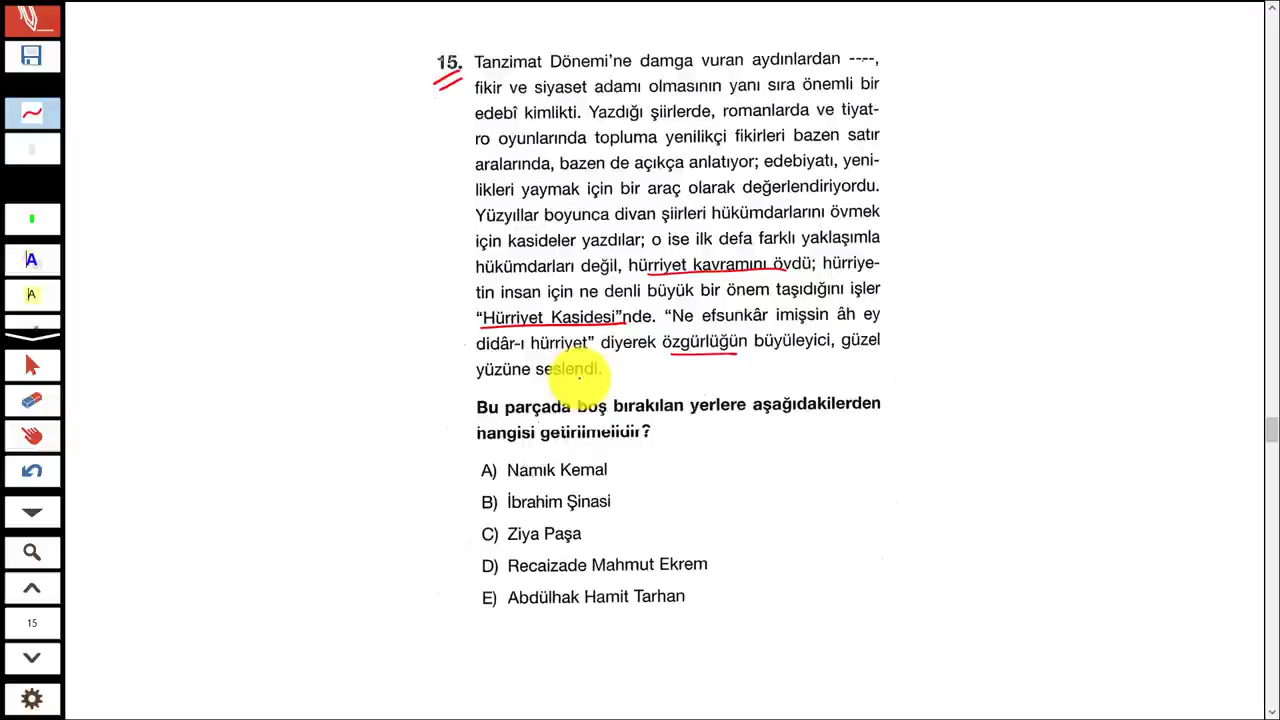 15. Tanzimat Dönemi’ne damga vuran aydınlardan ----,
fikir ve siyaset adamı olmasının yanı sıra önemli bir
edebî kimlikti. Yazdığı şiirlerde, romanlarda ve tiyat-
ro oyunlarında topluma yenilikçi fikirleri bazen satır
aralarında, bazen de açıkça anlatıyor; edebiyatı, yeni-
likleri yaymak için bir araç olarak değerlendiriyordu.
Yüzyıllar boyunca divan şiirleri hükümdarlarını övmek
için kasideler yazdılar; o ise ilk defa farklı yaklaşımla
hükümdarları değil, hürriyet kavramını övdü; hürriye-
tin insan için ne denli büyük bir önem taşıdığını işler
“Hürriyet Kasidesi”nde. “Ne efsunkâr imişsin âh ey
didâr-ı hürriyet” diyerek özgürlüğün büyüleyici, güzel
yüzüne seslendi.
Bu parçada boş bırakılan yerlere aşağıdakilerden
hangisi getirilmelidir?
A) Namık Kemal
B) İbrahim Şinasi
C) Ziya Paşa
D) Recaizade Mahmut Ekrem
E) Abdülhak Hamit Tarhan
A
A
15